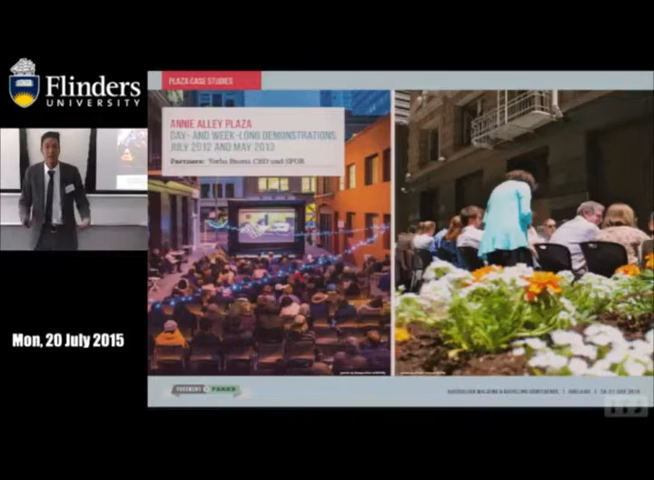 Flinders
UNIVERSITY
PLAZA CASE STUDIES
ANNIE ALLEY PLAZA
DAY- AND WEEK-LONG DEMONSTRATIONS
JULY 2012 AND MAY 2013
Partners: Yerba Buena CBD and SPUR
Mon, 20 July 2015
PAVEMENT PARKS